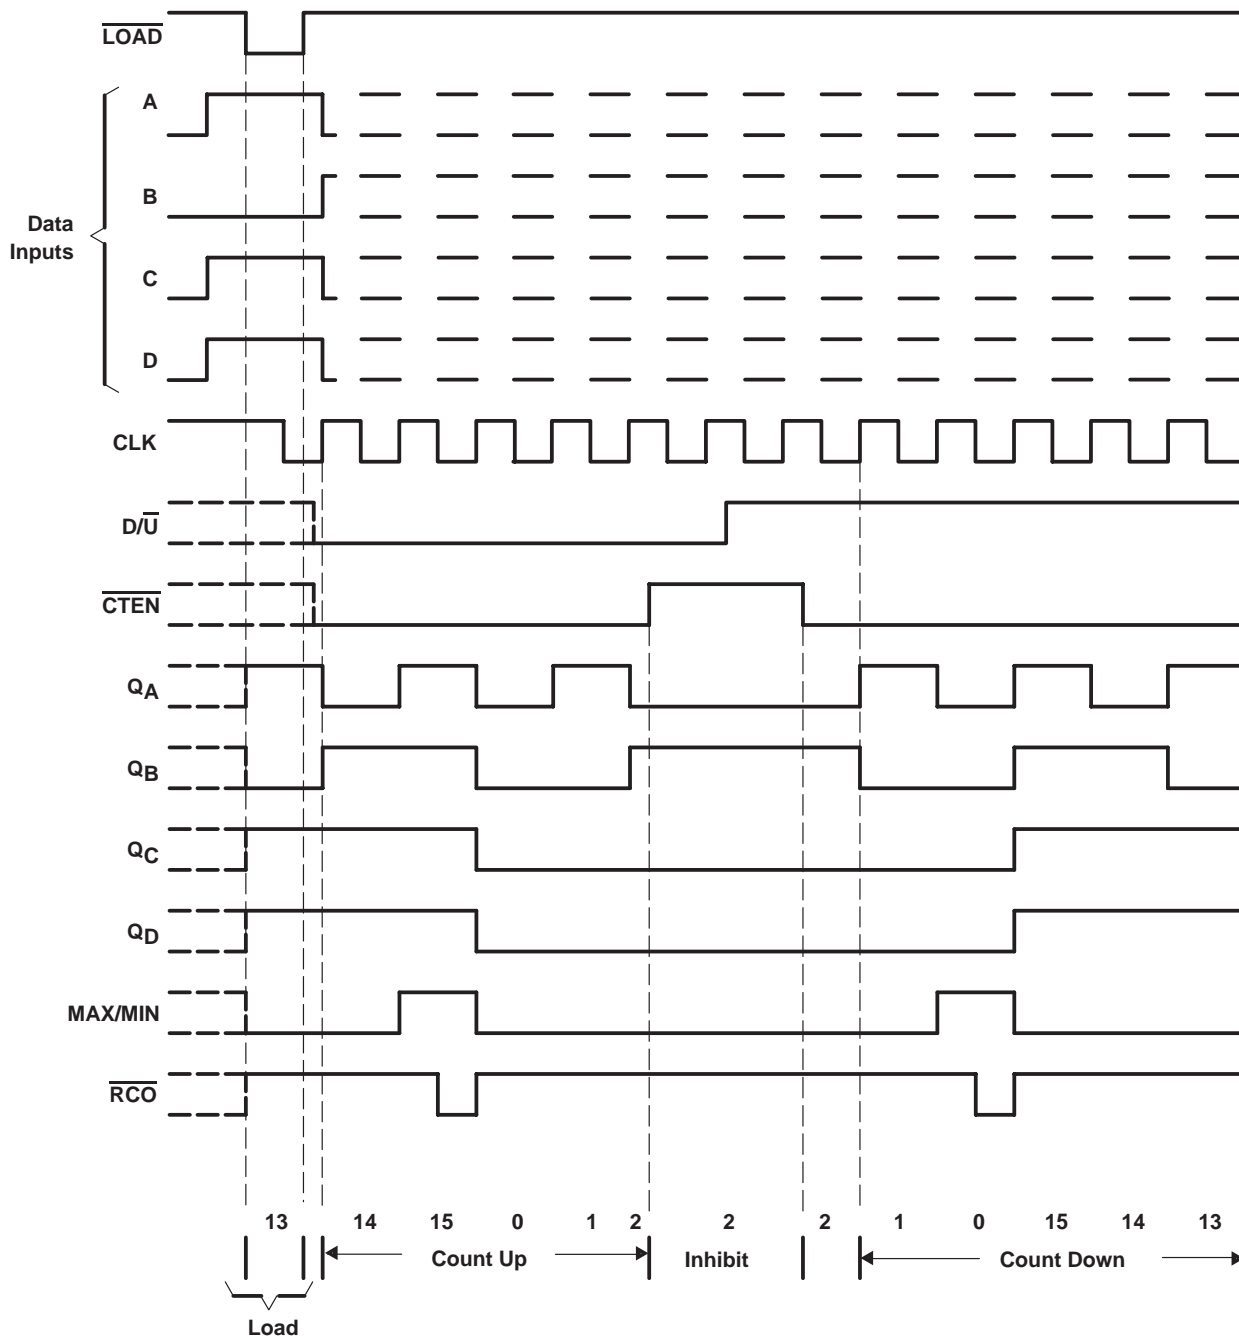 LOAD
A
B
Data
Inputs
C
D
CLK
D/U̅
CTEN
QA
QB
QC
QD
MAX/MIN
RCO
13 14 15 0 1 2 2 2 1 0 15 14 13
Count Up Inhibit Count Down
Load